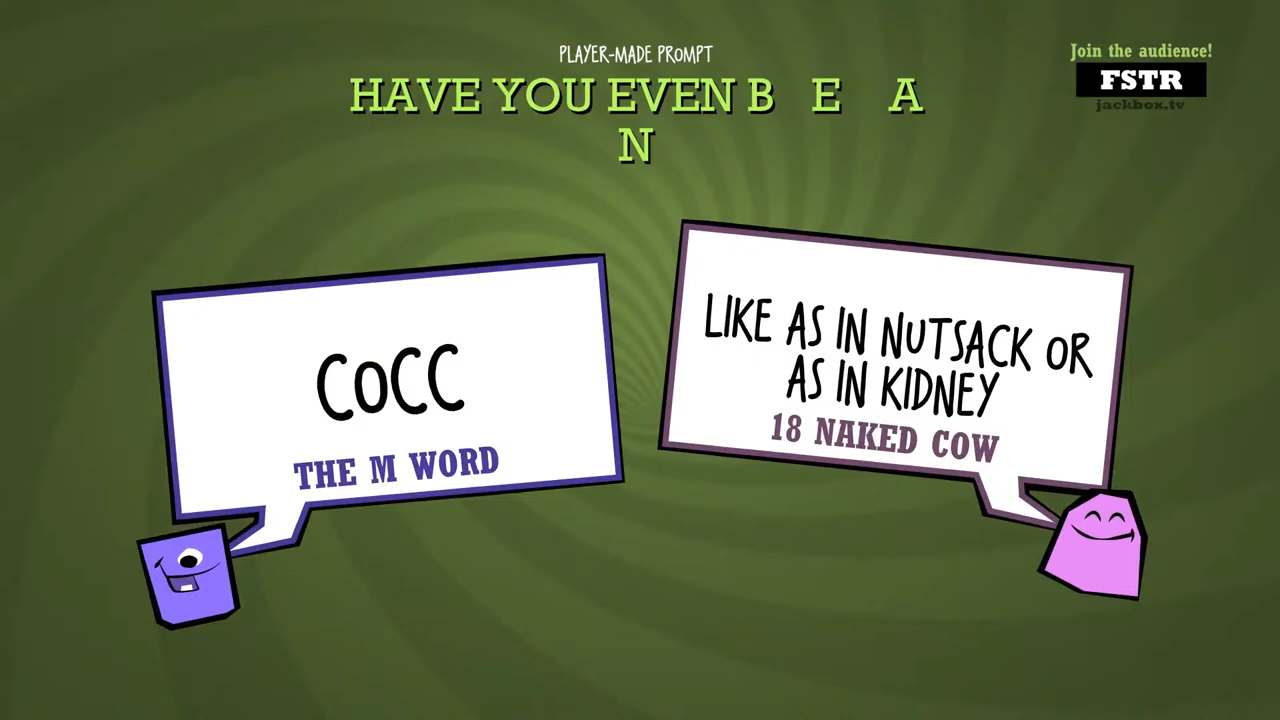 PLAYER-MADE PROMPT
HAVE YOU EVEN B E A
N
Join the audience!
FSTR
jackbox.tv
COCC
THE M WORD
LIKE AS IN NUTSACK OR
AS IN KIDNEY
18 NAKED COW